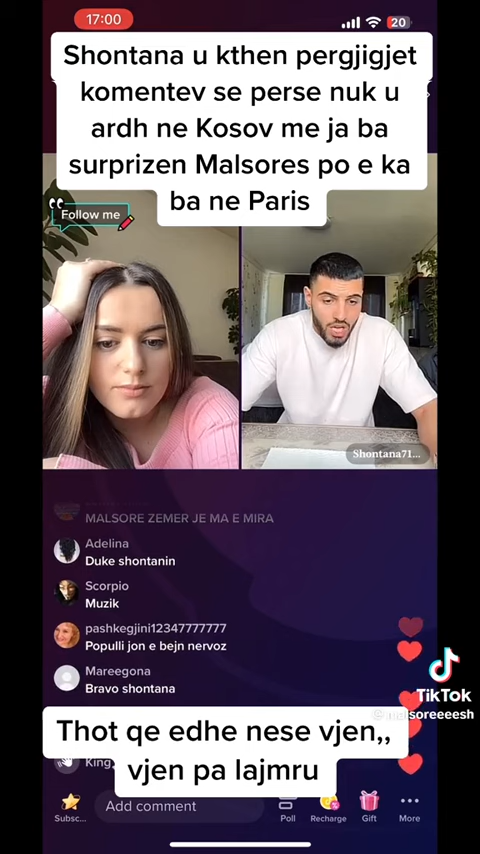 17:00
20
Shontana u kthen pergjigjet
komentev se perse nuk u
ardh ne Kosov me ja ba
surprizen Malsores po e ka
ba ne Paris
Follow me
Shontana71...
MALSORE ZEMER JE MA E MIRA
Adelina
Duke shontanin
Scorpio
Muzik
pashkegjini12347777777
Populli jon e bejn nervoz
Mareegona
Bravo shontana
TikTok
Thot qe edhe nese vjen,,
vjen pa lajmru
King
Subsc...
Add comment
Poll
Recharge
Gift
More